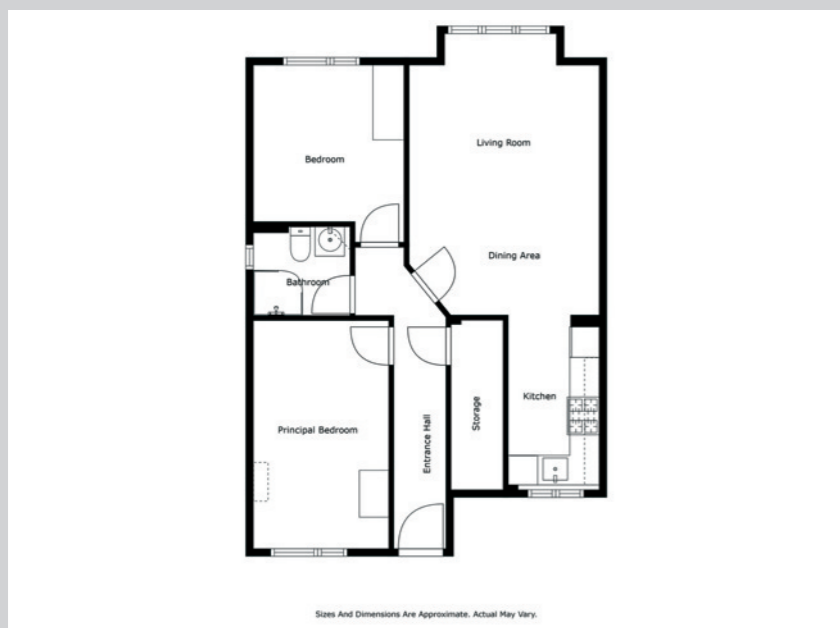 Living Room
Bedroom
Dining Area
Bathroom
Kitchen
Storage
Principal Bedroom
Entrance Hall
Sizes And Dimensions Are Approximate. Actual May Vary.